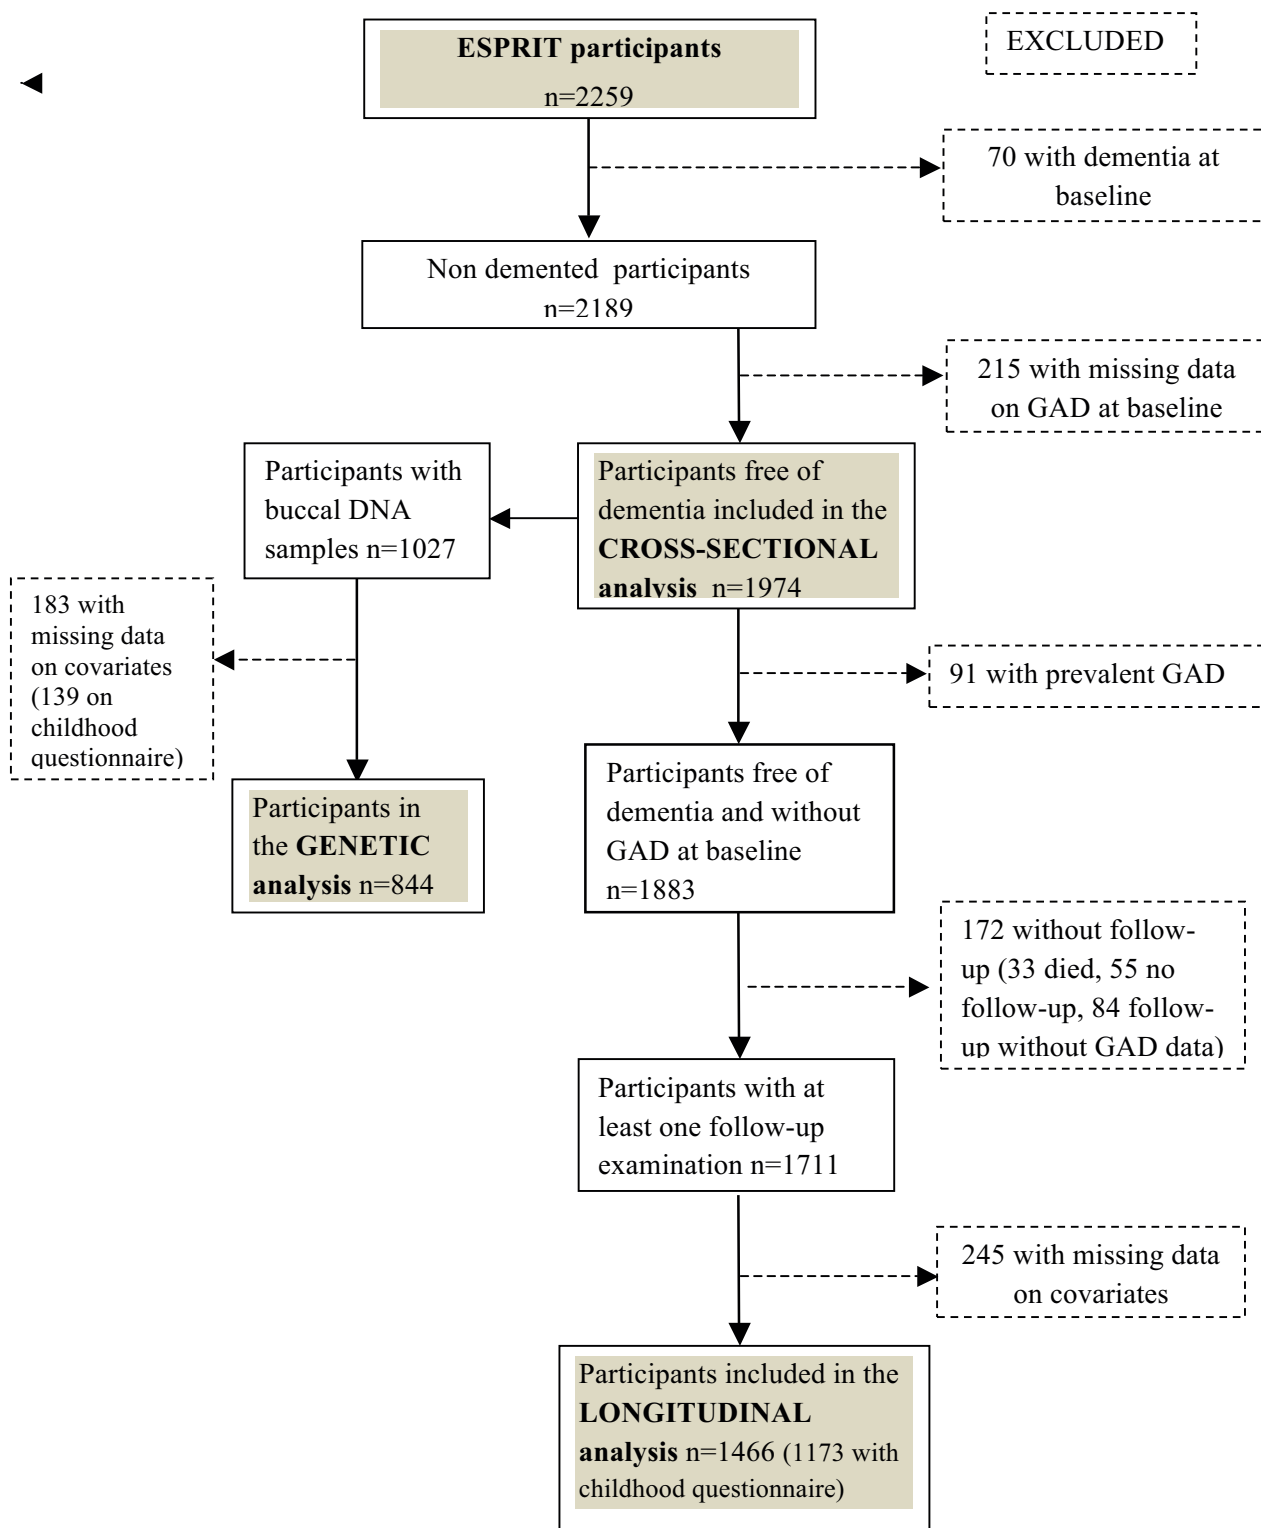 ESPRIT participants
n=2259
EXCLUDED
70 with dementia at
baseline
Non demented participants
n=2189
215 with missing data
on GAD at baseline
Participants with
buccal DNA
samples n=1027
Participants free of
dementia included in the
CROSS-SECTIONAL
analysis n=1974
183 with
missing data
on covariates
(139 on
childhood
questionnaire)
91 with prevalent GAD
Participants in
the GENETIC
analysis n=844
Participants free of
dementia and without
GAD at baseline
n=1883
172 without follow-
up (33 died, 55 no
follow-up, 84 follow-
up without GAD data)
Participants with at
least one follow-up
examination n=1711
245 with missing data
on covariates
Participants included in the
LONGITUDINAL
analysis n=1466 (1173 with
childhood questionnaire)